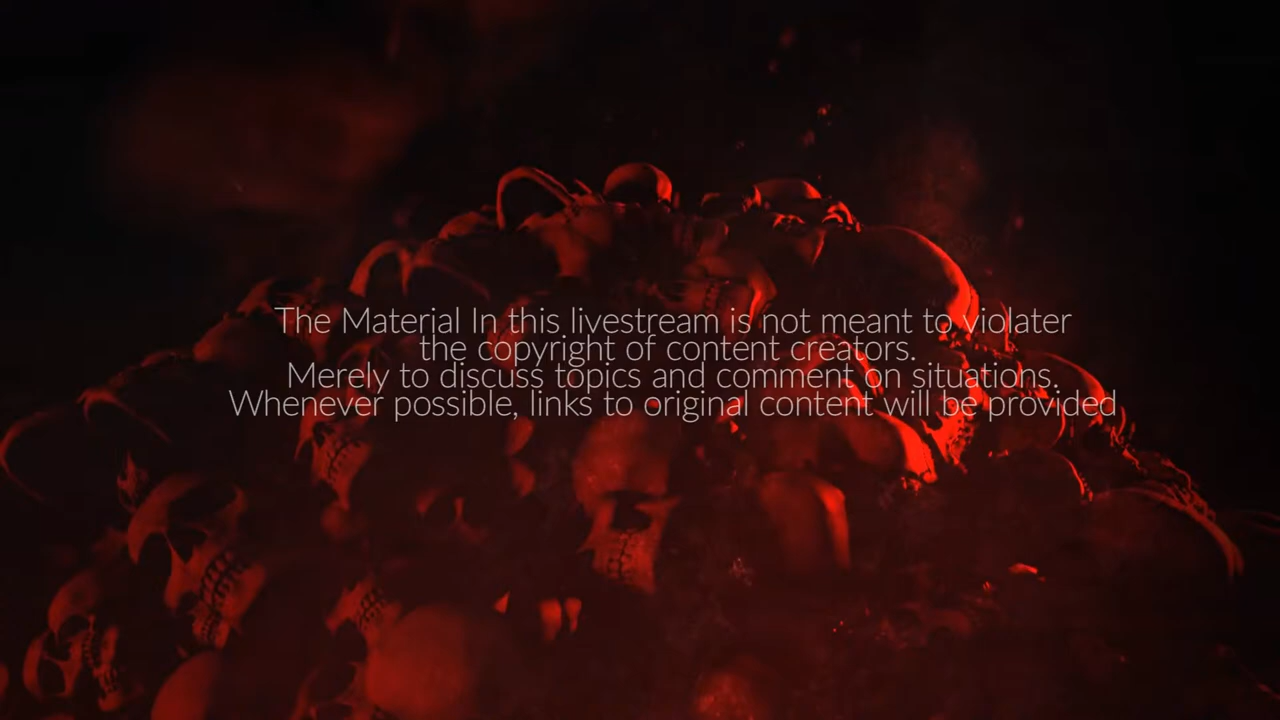 The Material In this livestream is not meant to violater
the copyright of content creators.
Merely to discuss topics and comment on situations.
Whenever possible, links to original content will be provided